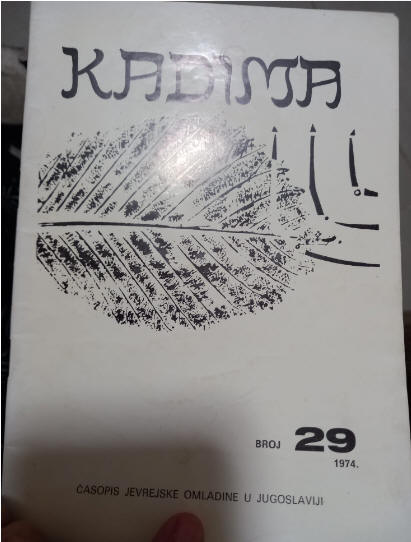 KADIMA
BROJ 29
1974.
ČASOPIS JEVREJSKE OMLADINE U JUGOSLAVIJI